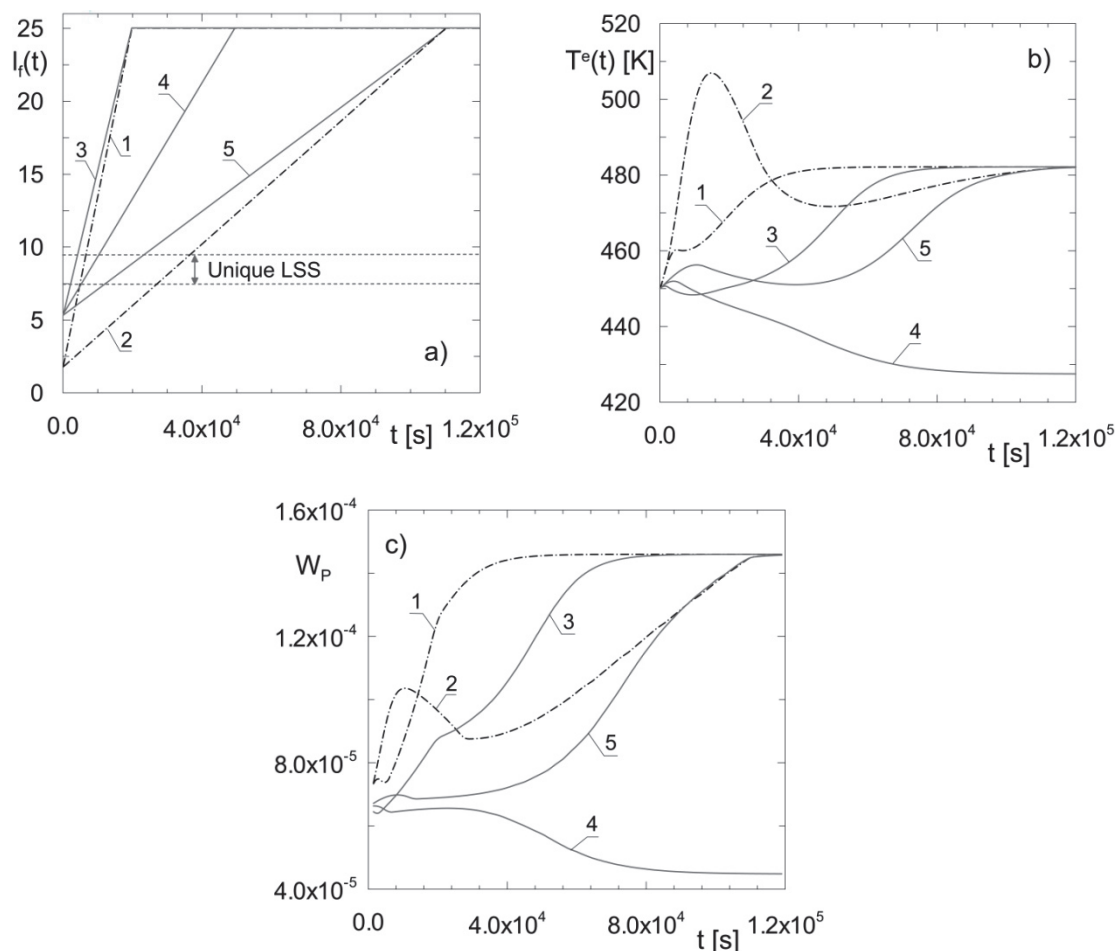 25
I_f(t)
20
15
10
5
0
3
1
4
5
Unique LSS
2
a)
0.0
4.0x10^4
8.0x10^4
1.2x10^5
t [s]
520
T^e(t) [K]
500
480
460
440
420
b)
2
1
3
5
4
0.0
4.0x10^4
8.0x10^4
1.2x10^5
t [s]
1.6x10^-4
W_P
1.2x10^-4
8.0x10^-5
4.0x10^-5
c)
1
3
2
5
4
0.0
4.0x10^4
8.0x10^4
1.2x10^5
t [s]